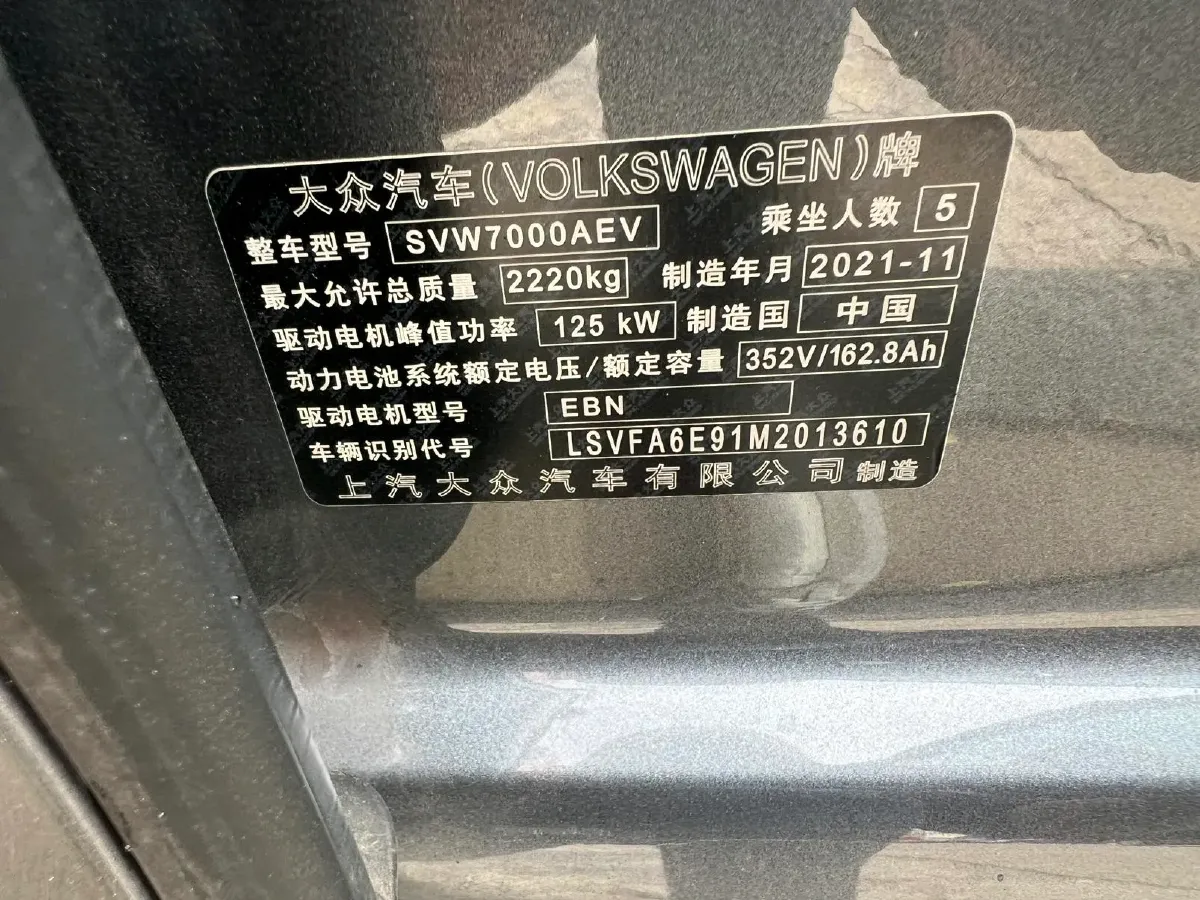 大众汽车(VOLKSWAGEN)牌
整车型号 SVW7000AEV 乘坐人数 5
最大允许总质量 2220kg 制造年月 2021-11
驱动电机峰值功率 125 kW 制造国 中国
动力电池系统额定电压/额定容量 352V/162.8Ah
驱动电机型号 EBN
车辆识别代号 LSVFA6E91M2013610
上汽大众汽车有限公司制造